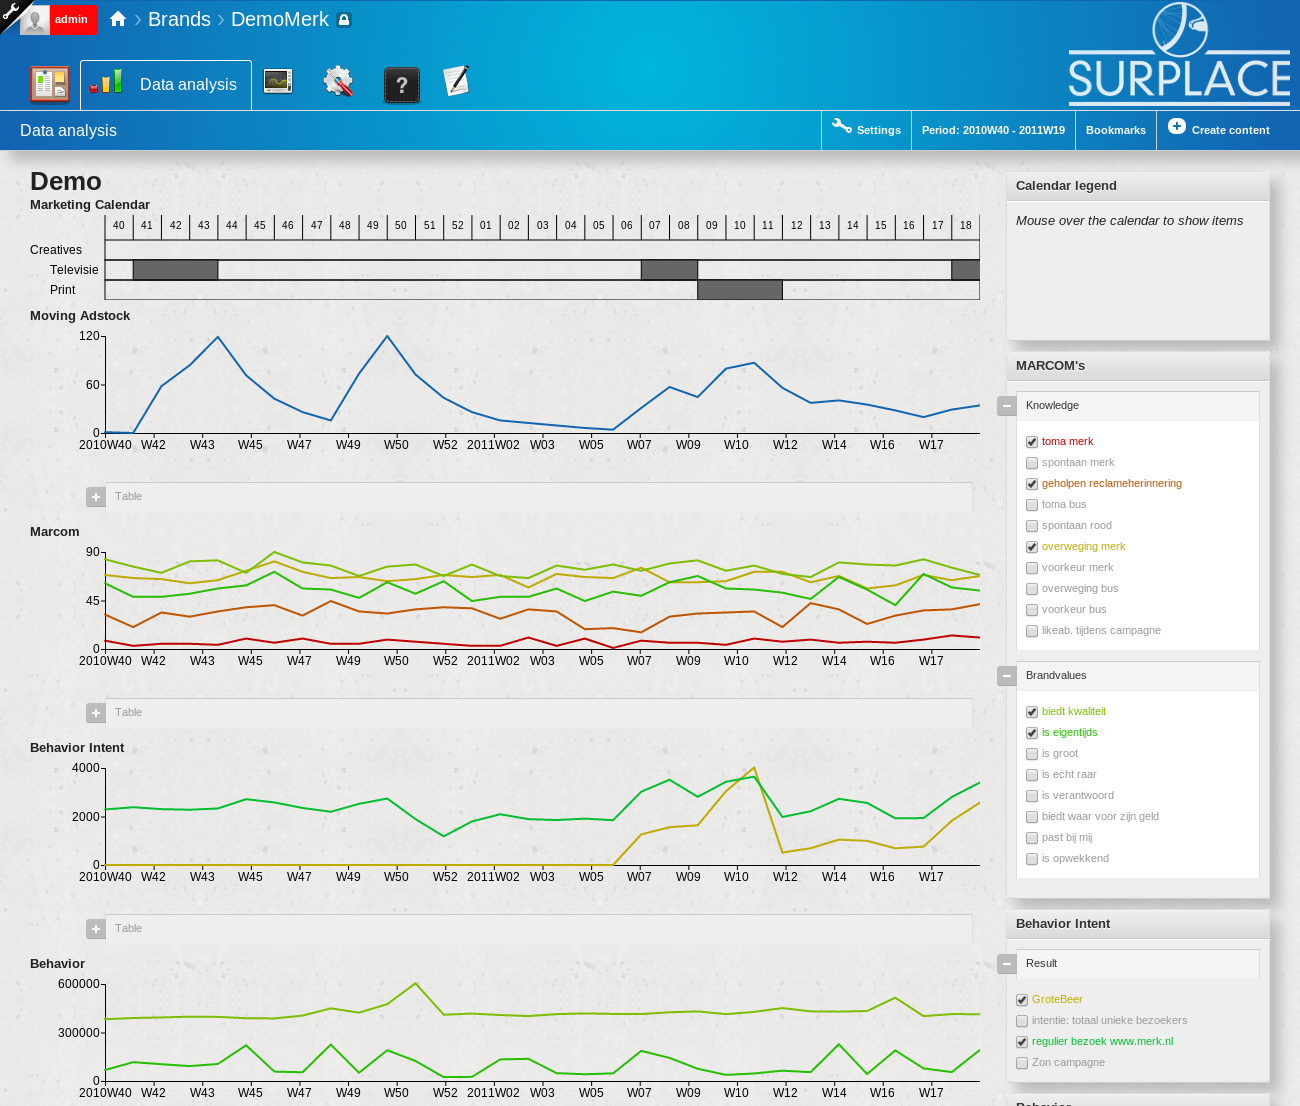 admin
Brands
DemoMerk
SURPLACE
Data analysis
?
Data analysis
Settings
Period: 2010W40 - 2011W19
Bookmarks
Create content
Demo
Marketing Calendar
40 41 42 43 44 45 46 47 48 49 50 51 52 01 02 03 04 05 06 07 08 09 10 11 12 13 14 15 16 17 18
Creatives
Televisie
Print
Moving Adstock
120
60
0
2010W40 W42 W43 W45 W47 W49 W50 W52 2011W02 W03 W05 W07 W09 W10 W12 W14 W16 W17
Table
Marcom
90
45
0
2010W40 W42 W43 W45 W47 W49 W50 W52 2011W02 W03 W05 W07 W09 W10 W12 W14 W16 W17
Table
Behavior Intent
4000
2000
0
2010W40 W42 W43 W45 W47 W49 W50 W52 2011W02 W03 W05 W07 W09 W10 W12 W14 W16 W17
Table
Behavior
600000
300000
0
2010W40 W42 W43 W45 W47 W49 W50 W52 2011W02 W03 W05 W07 W09 W10 W12 W14 W16 W17
Calendar legend
Mouse over the calendar to show items
MARCOM's
Knowledge
toma merk
spontaan merk
geholpen reclameherinnering
toma bus
spontaan rood
overweging merk
voorkeur merk
overweging bus
voorkeur bus
likeab. tijdens campagne
Brandvalues
biedt kwaliteit
is eigentijds
is groot
is echt raar
is verantwoord
biedt waar voor zijn geld
past bij mij
is opwekkend
Behavior Intent
Result
GroteBeer
intentie: totaal unieke bezoekers
regulier bezoek www.merk.nl
Zon campagne
Behavior